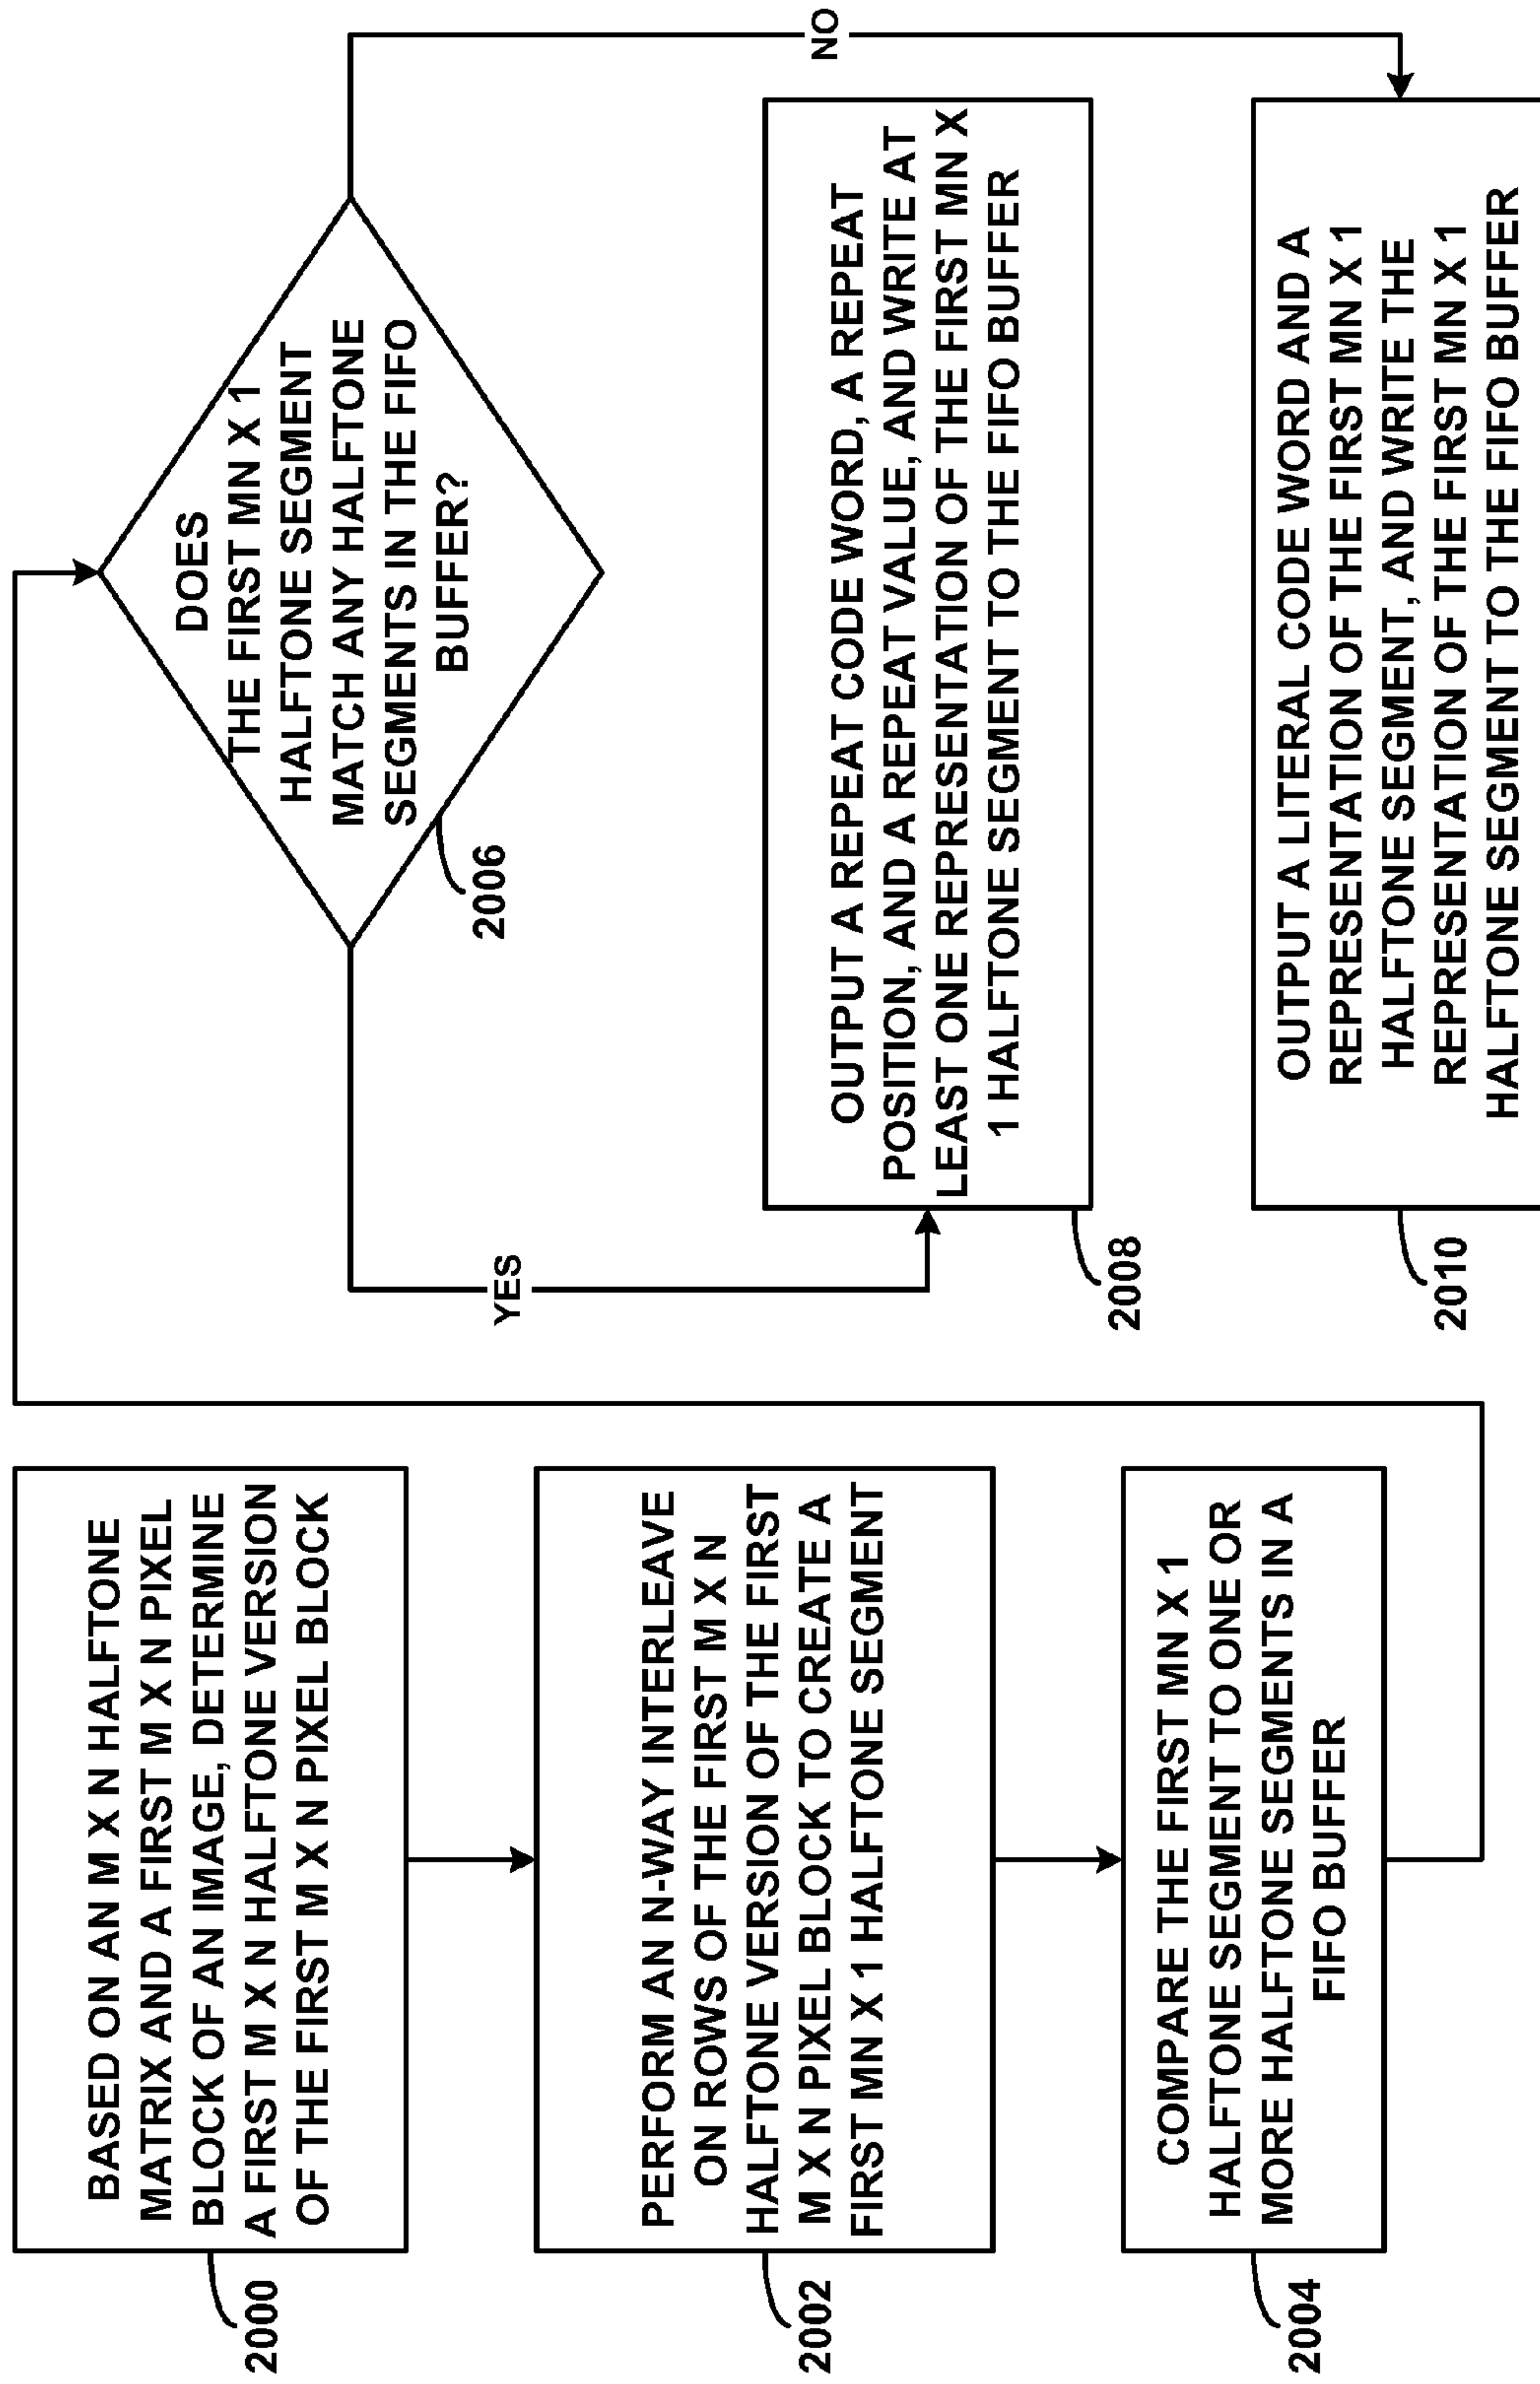 BASED ON AN M X N HALFTONE
MATRIX AND A FIRST M X N PIXEL
BLOCK OF AN IMAGE, DETERMINE
A FIRST M X N HALFTONE VERSION
OF THE FIRST M X N PIXEL BLOCK
2000
PERFORM AN N-WAY INTERLEAVE
ON ROWS OF THE FIRST M X N
HALFTONE VERSION OF THE FIRST
M X N PIXEL BLOCK TO CREATE A
FIRST MN X 1 HALFTONE SEGMENT
2002
COMPARE THE FIRST MN X 1
HALFTONE SEGMENT TO ONE OR
MORE HALFTONE SEGMENTS IN A
FIFO BUFFER
2004
DOES
THE FIRST MN X 1
HALFTONE SEGMENT
MATCH ANY HALFTONE
SEGMENTS IN THE FIFO
BUFFER?
2006
YES
NO
OUTPUT A REPEAT CODE WORD, A REPEAT
POSITION, AND A REPEAT VALUE, AND WRITE AT
LEAST ONE REPRESENTATION OF THE FIRST MN X
1 HALFTONE SEGMENT TO THE FIFO BUFFER
2008
OUTPUT A LITERAL CODE WORD AND A
REPRESENTATION OF THE FIRST MN X 1
HALFTONE SEGMENT, AND WRITE THE
REPRESENTATION OF THE FIRST MN X 1
HALFTONE SEGMENT TO THE FIFO BUFFER
2010